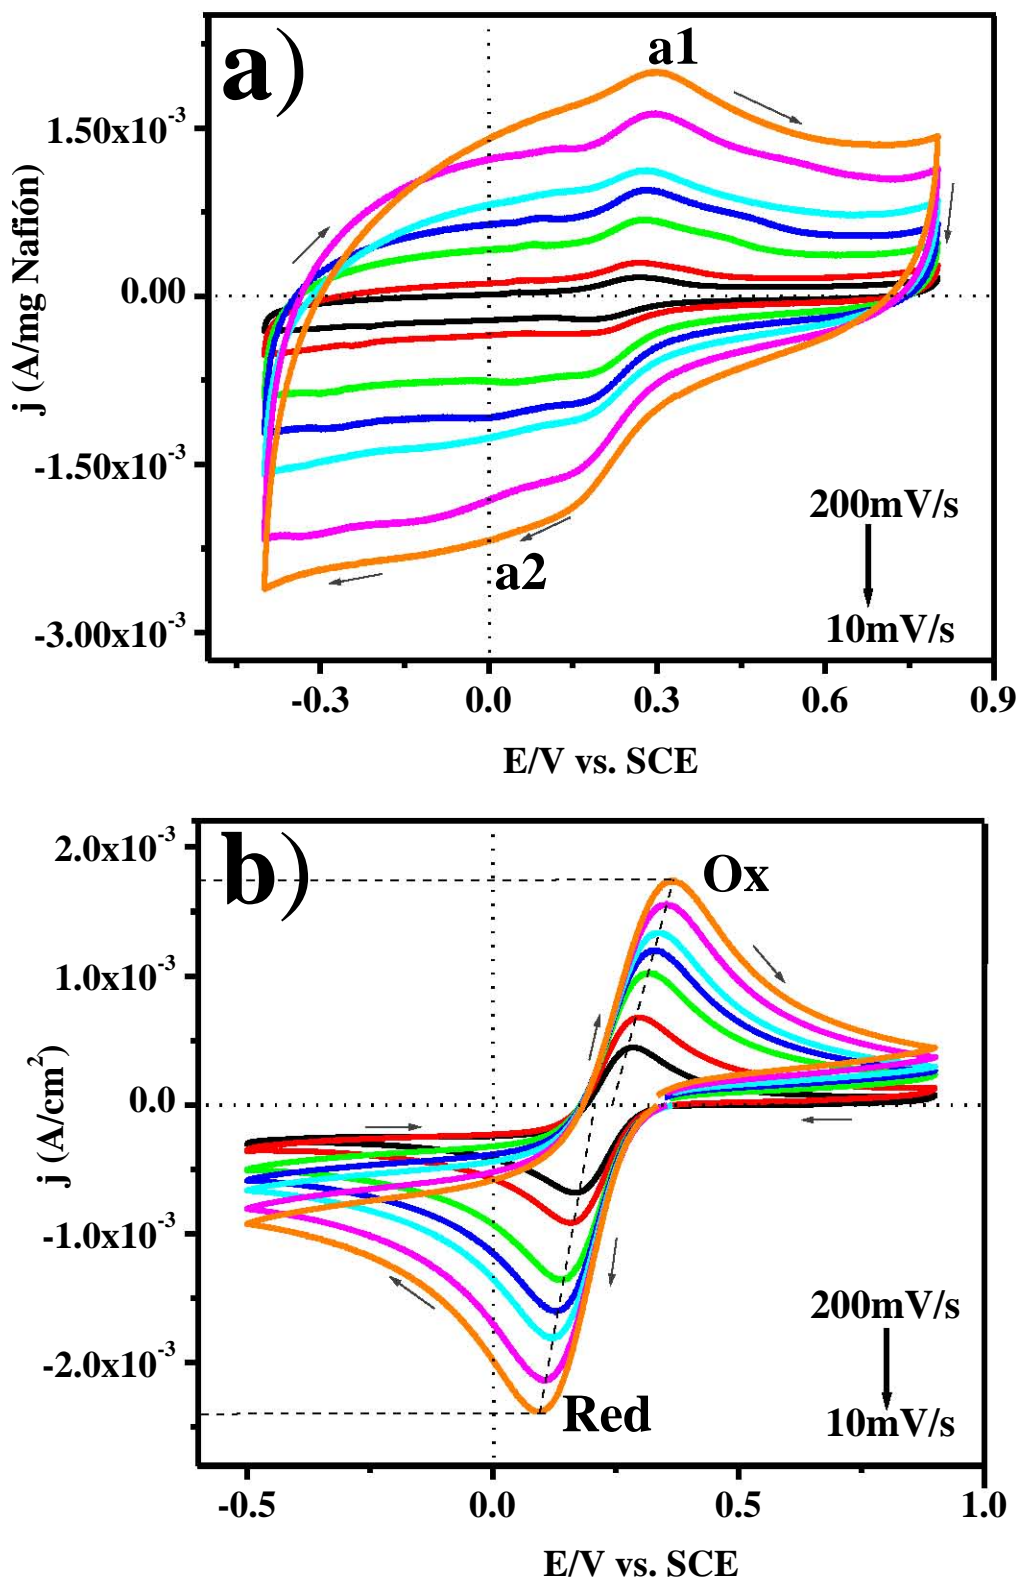 a)
a1
1.50x10⁻³
0.00
-1.50x10⁻³
-3.00x10⁻³
j (A/mg Nafión)
a2
200mV/s
10mV/s
-0.3 0.0 0.3 0.6 0.9
E/V vs. SCE
b)
Ox
2.0x10⁻³
1.0x10⁻³
0.0
-1.0x10⁻³
-2.0x10⁻³
j (A/cm²)
Red
200mV/s
10mV/s
-0.5 0.0 0.5 1.0
E/V vs. SCE